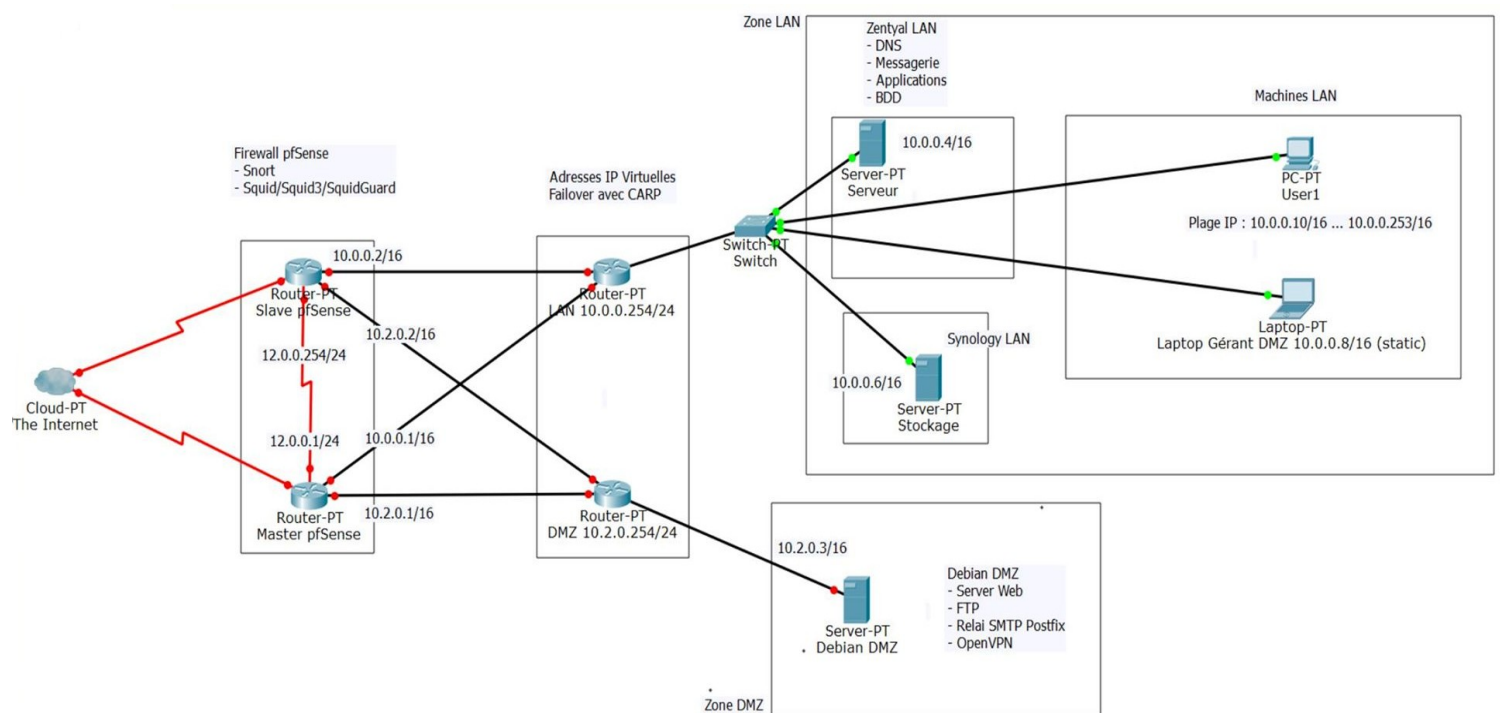 Zone LAN
Zentyal LAN
- DNS
- Messagerie
- Applications
- BDD
Machines LAN
Firewall pfSense
- Snort
- Squid/Squid3/SquidGuard
Adresses IP Virtuelles
Failover avec CARP
10.0.0.4/16
Server-PT
Serveur
PC-PT
User1
Plage IP : 10.0.0.10/16 ... 10.0.0.253/16
Switch-PT
Switch
10.0.0.2/16
Router-PT
Slave pfSense
Router-PT
LAN 10.0.0.254/24
Laptop-PT
Laptop Gérant DMZ 10.0.0.8/16 (static)
10.2.0.2/16
Synology LAN
12.0.0.254/24
10.0.0.6/16
Server-PT
Stockage
Cloud-PT
The Internet
12.0.0.1/24
10.0.0.1/16
Router-PT
Master pfSense
10.2.0.1/16
Router-PT
DMZ 10.2.0.254/24
10.2.0.3/16
Server-PT
Debian DMZ
Debian DMZ
- Server Web
- FTP
- Relai SMTP Postfix
- OpenVPN
Zone DMZ